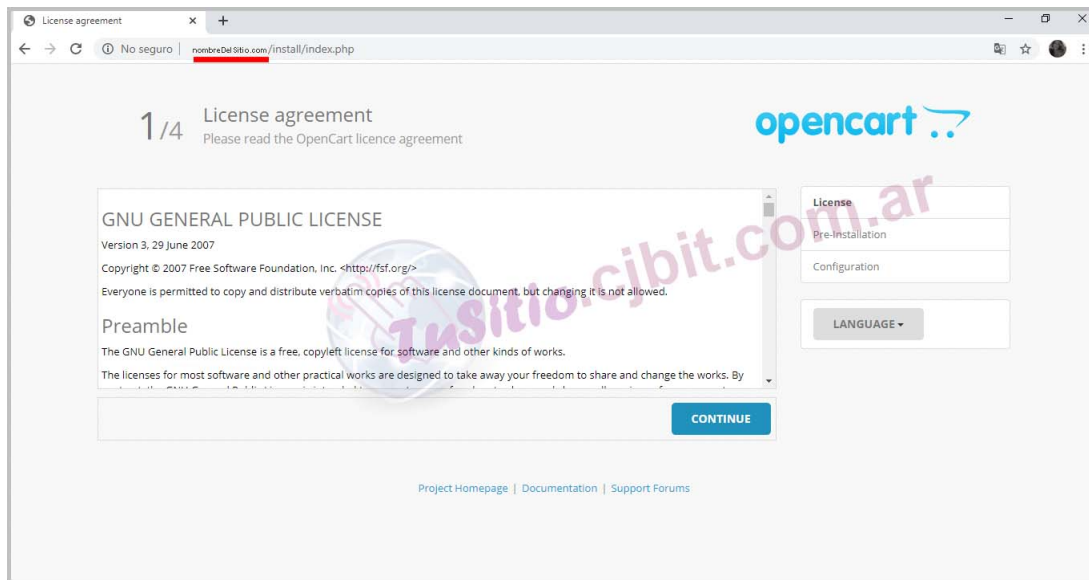 License agreement
No seguro
nombreDelSitio.com/install/index.php
1/4
License agreement
Please read the OpenCart licence agreement
opencart
GNU GENERAL PUBLIC LICENSE
Version 3, 29 June 2007
Copyright © 2007 Free Software Foundation, Inc. <http://fsf.org/>
Everyone is permitted to copy and distribute verbatim copies of this license document, but changing it is not allowed.
Preamble
The GNU General Public License is a free, copyleft license for software and other kinds of works.
The licenses for most software and other practical works are designed to take away your freedom to share and change the works. By
CONTINUE
License
Pre-Installation
Configuration
LANGUAGE
Project Homepage | Documentation | Support Forums
InSitio.cjbit.com.ar